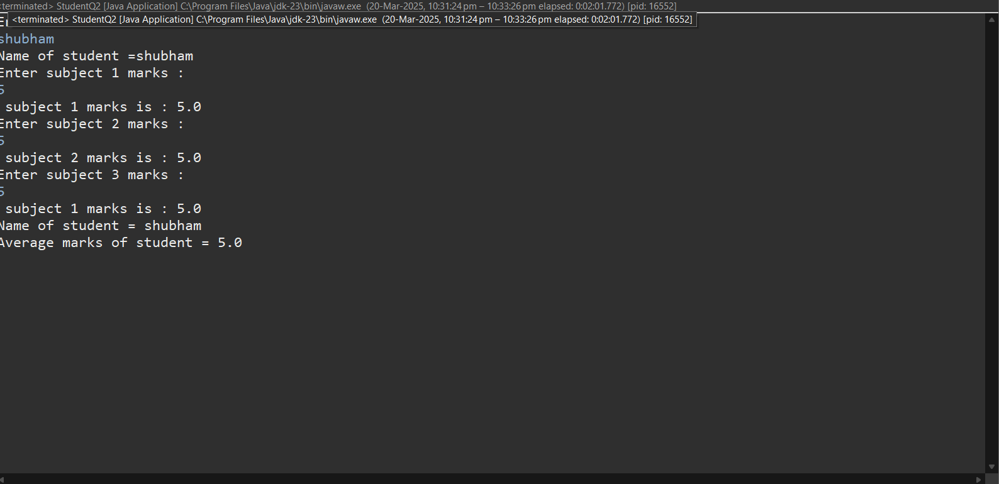 <terminated> StudentQ2 [Java Application] C:\Program Files\Java\jdk-23\bin\javaw.exe (20-Mar-2025, 10:31:24 pm – 10:33:26 pm elapsed: 0:02:01.772) [pid: 16552]
<terminated> StudentQ2 [Java Application] C:\Program Files\Java\jdk-23\bin\javaw.exe (20-Mar-2025, 10:31:24 pm – 10:33:26 pm elapsed: 0:02:01.772) [pid: 16552]
shubham
Name of student =shubham
Enter subject 1 marks :
5
subject 1 marks is : 5.0
Enter subject 2 marks :
5
subject 2 marks is : 5.0
Enter subject 3 marks :
5
subject 1 marks is : 5.0
Name of student = shubham
Average marks of student = 5.0